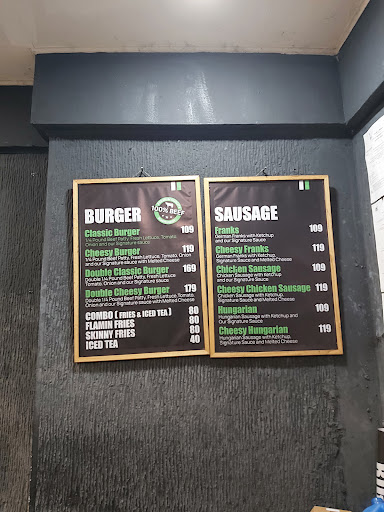 BURGER
100% BEEF
Classic Burger 109
1/4 Pound Beef Patty, Fresh Lettuce, Tomato,
Onion and our Signature sauce
Cheesy Burger 119
1/4 Pound Beef Patty, Fresh Lettuce, Tomato, Onion
and our Signature sauce with Melted Cheese
Double Classic Burger 169
Double 1/4 Pound Beef Patty, Fresh Lettuce
Tomato, Onion and our Signature sauce
Double Cheesy Burger 179
Double 1/4 Pound Beef Patty, Fresh Lettuce, Tomato,
Onion and our Signature sauce with Melted Cheese
COMBO ( FRIES & ICED TEA ) 80
FLAMIN FRIES 80
SKINNY FRIES 80
ICED TEA 40
SAUSAGE
Franks 109
German Franks with Ketchup
and our Signature Sauce
Cheesy Franks 119
German Franks with Ketchup,
Signature Sauce and Melted Cheese
Chicken Sausage 109
Chicken Sausage with Ketchup
and our Signature Sauce
Cheesy Chicken Sausage 119
Chicken Sausage with Ketchup,
Signature Sauce and Melted Cheese
Hungarian 109
Hungarian Sausage with Ketchup and
Our Signature Sauce
Cheesy Hungarian 119
Hungarian Sausage with Ketchup,
Signature Sauce and Melted Cheese